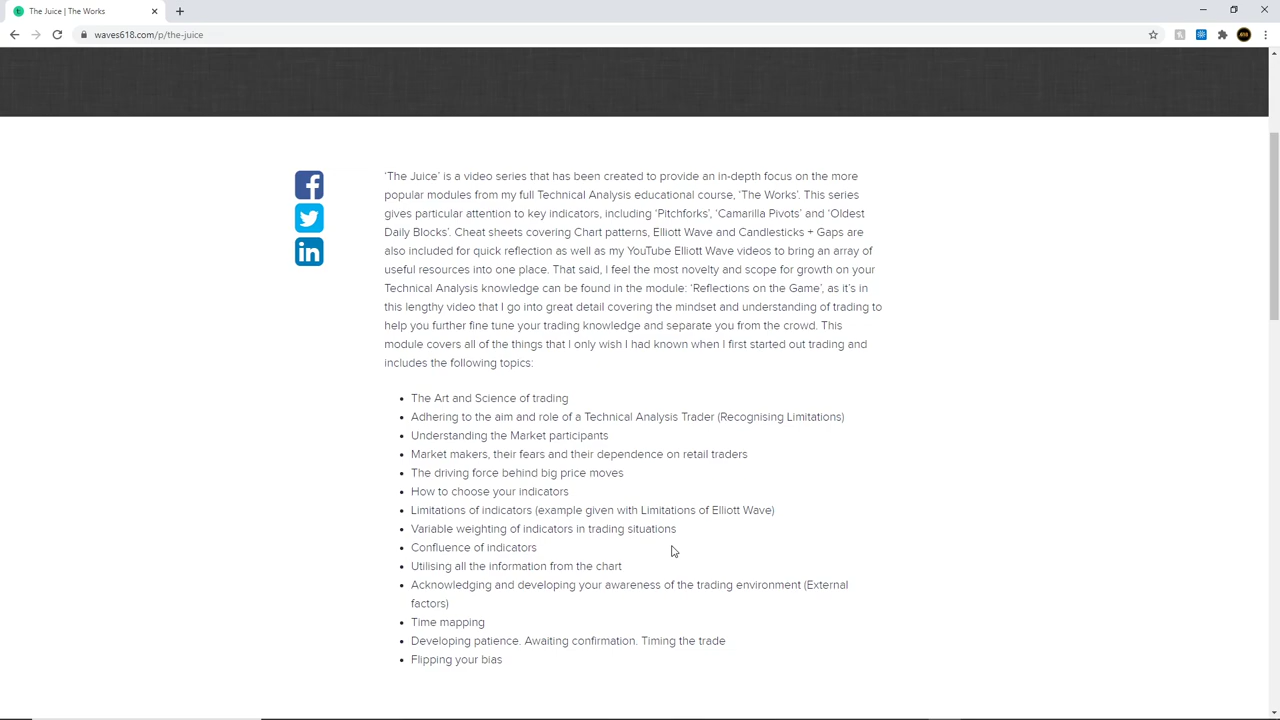 The Juice | The Works
waves618.com/p/the-juice
‘The Juice’ is a video series that has been created to provide an in-depth focus on the more
popular modules from my full Technical Analysis educational course, ‘The Works’. This series
gives particular attention to key indicators, including ‘Pitchforks’, ‘Camarilla Pivots’ and ‘Oldest
Daily Blocks’. Cheat sheets covering Chart patterns, Elliott Wave and Candlesticks + Gaps are
also included for quick reflection as well as my YouTube Elliott Wave videos to bring an array of
useful resources into one place. That said, I feel the most novelty and scope for growth on your
Technical Analysis knowledge can be found in the module: ‘Reflections on the Game’, as it’s in
this lengthy video that I go into great detail covering the mindset and understanding of trading to
help you further fine tune your trading knowledge and separate you from the crowd. This
module covers all of the things that I only wish I had known when I first started out trading and
includes the following topics:
• The Art and Science of trading
• Adhering to the aim and role of a Technical Analysis Trader (Recognising Limitations)
• Understanding the Market participants
• Market makers, their fears and their dependence on retail traders
• The driving force behind big price moves
• How to choose your indicators
• Limitations of indicators (example given with Limitations of Elliott Wave)
• Variable weighting of indicators in trading situations
• Confluence of indicators
• Utilising all the information from the chart
• Acknowledging and developing your awareness of the trading environment (External
factors)
• Time mapping
• Developing patience. Awaiting confirmation. Timing the trade
• Flipping your bias